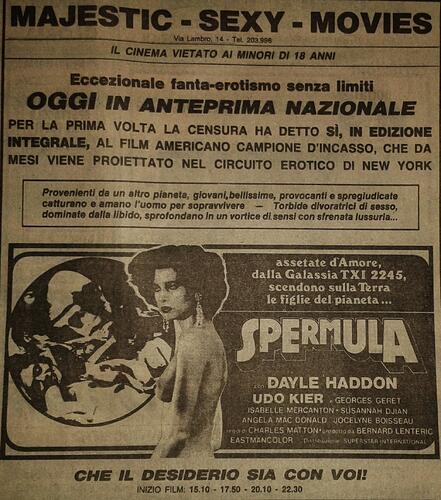 MAJESTIC - SEXY - MOVIES
Via Lambro, 14 - Tel. 203.996
IL CINEMA VIETATO AI MINORI DI 18 ANNI
Eccezionale fanta-erotismo senza limiti
OGGI IN ANTEPRIMA NAZIONALE
PER LA PRIMA VOLTA LA CENSURA HA DETTO SÌ, IN EDIZIONE
INTEGRALE, AL FILM AMERICANO CAMPIONE D'INCASSO, CHE DA
MESI VIENE PROIETTATO NEL CIRCUITO EROTICO DI NEW YORK
Provenienti da un altro pianeta, giovani, bellissime, provocanti e spregiudicate
catturano e amano l'uomo per sopravvivere — Torbide divoratrici di sesso,
dominate dalla libido, sprofondano in un vortice di sensi con sfrenata lussuria...
assetate d'Amore,
dalla Galassia TXI 2245,
scendono sulla Terra
le figlie del pianeta...
SPERMULA
con DAYLE HADDON
UDO KIER e GEORGES GERET
ISABELLE MERCANTON - SUSANNAH DJIAN
ANGELA MAC DONALD JOCELYNE BOISSEAU
regia di CHARLES MATTON - prodotto da BERNARD LENTERIC
EASTMANCOLOR - Distribuzione SUPERSTAR INTERNATIONAL
CHE IL DESIDERIO SIA CON VOI!
INIZIO FILM: 15.10 - 17.50 - 20.10 - 22.30